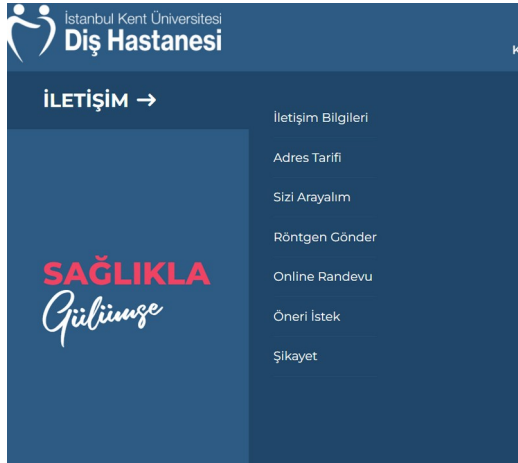 İstanbul Kent Üniversitesi
Diş Hastanesi
K
İLETİŞİM →
İletişim Bilgileri
Adres Tarifi
Sizi Arayalım
Röntgen Gönder
Online Randevu
Öneri İstek
Şikayet
SAĞLIKLA
Gülümse